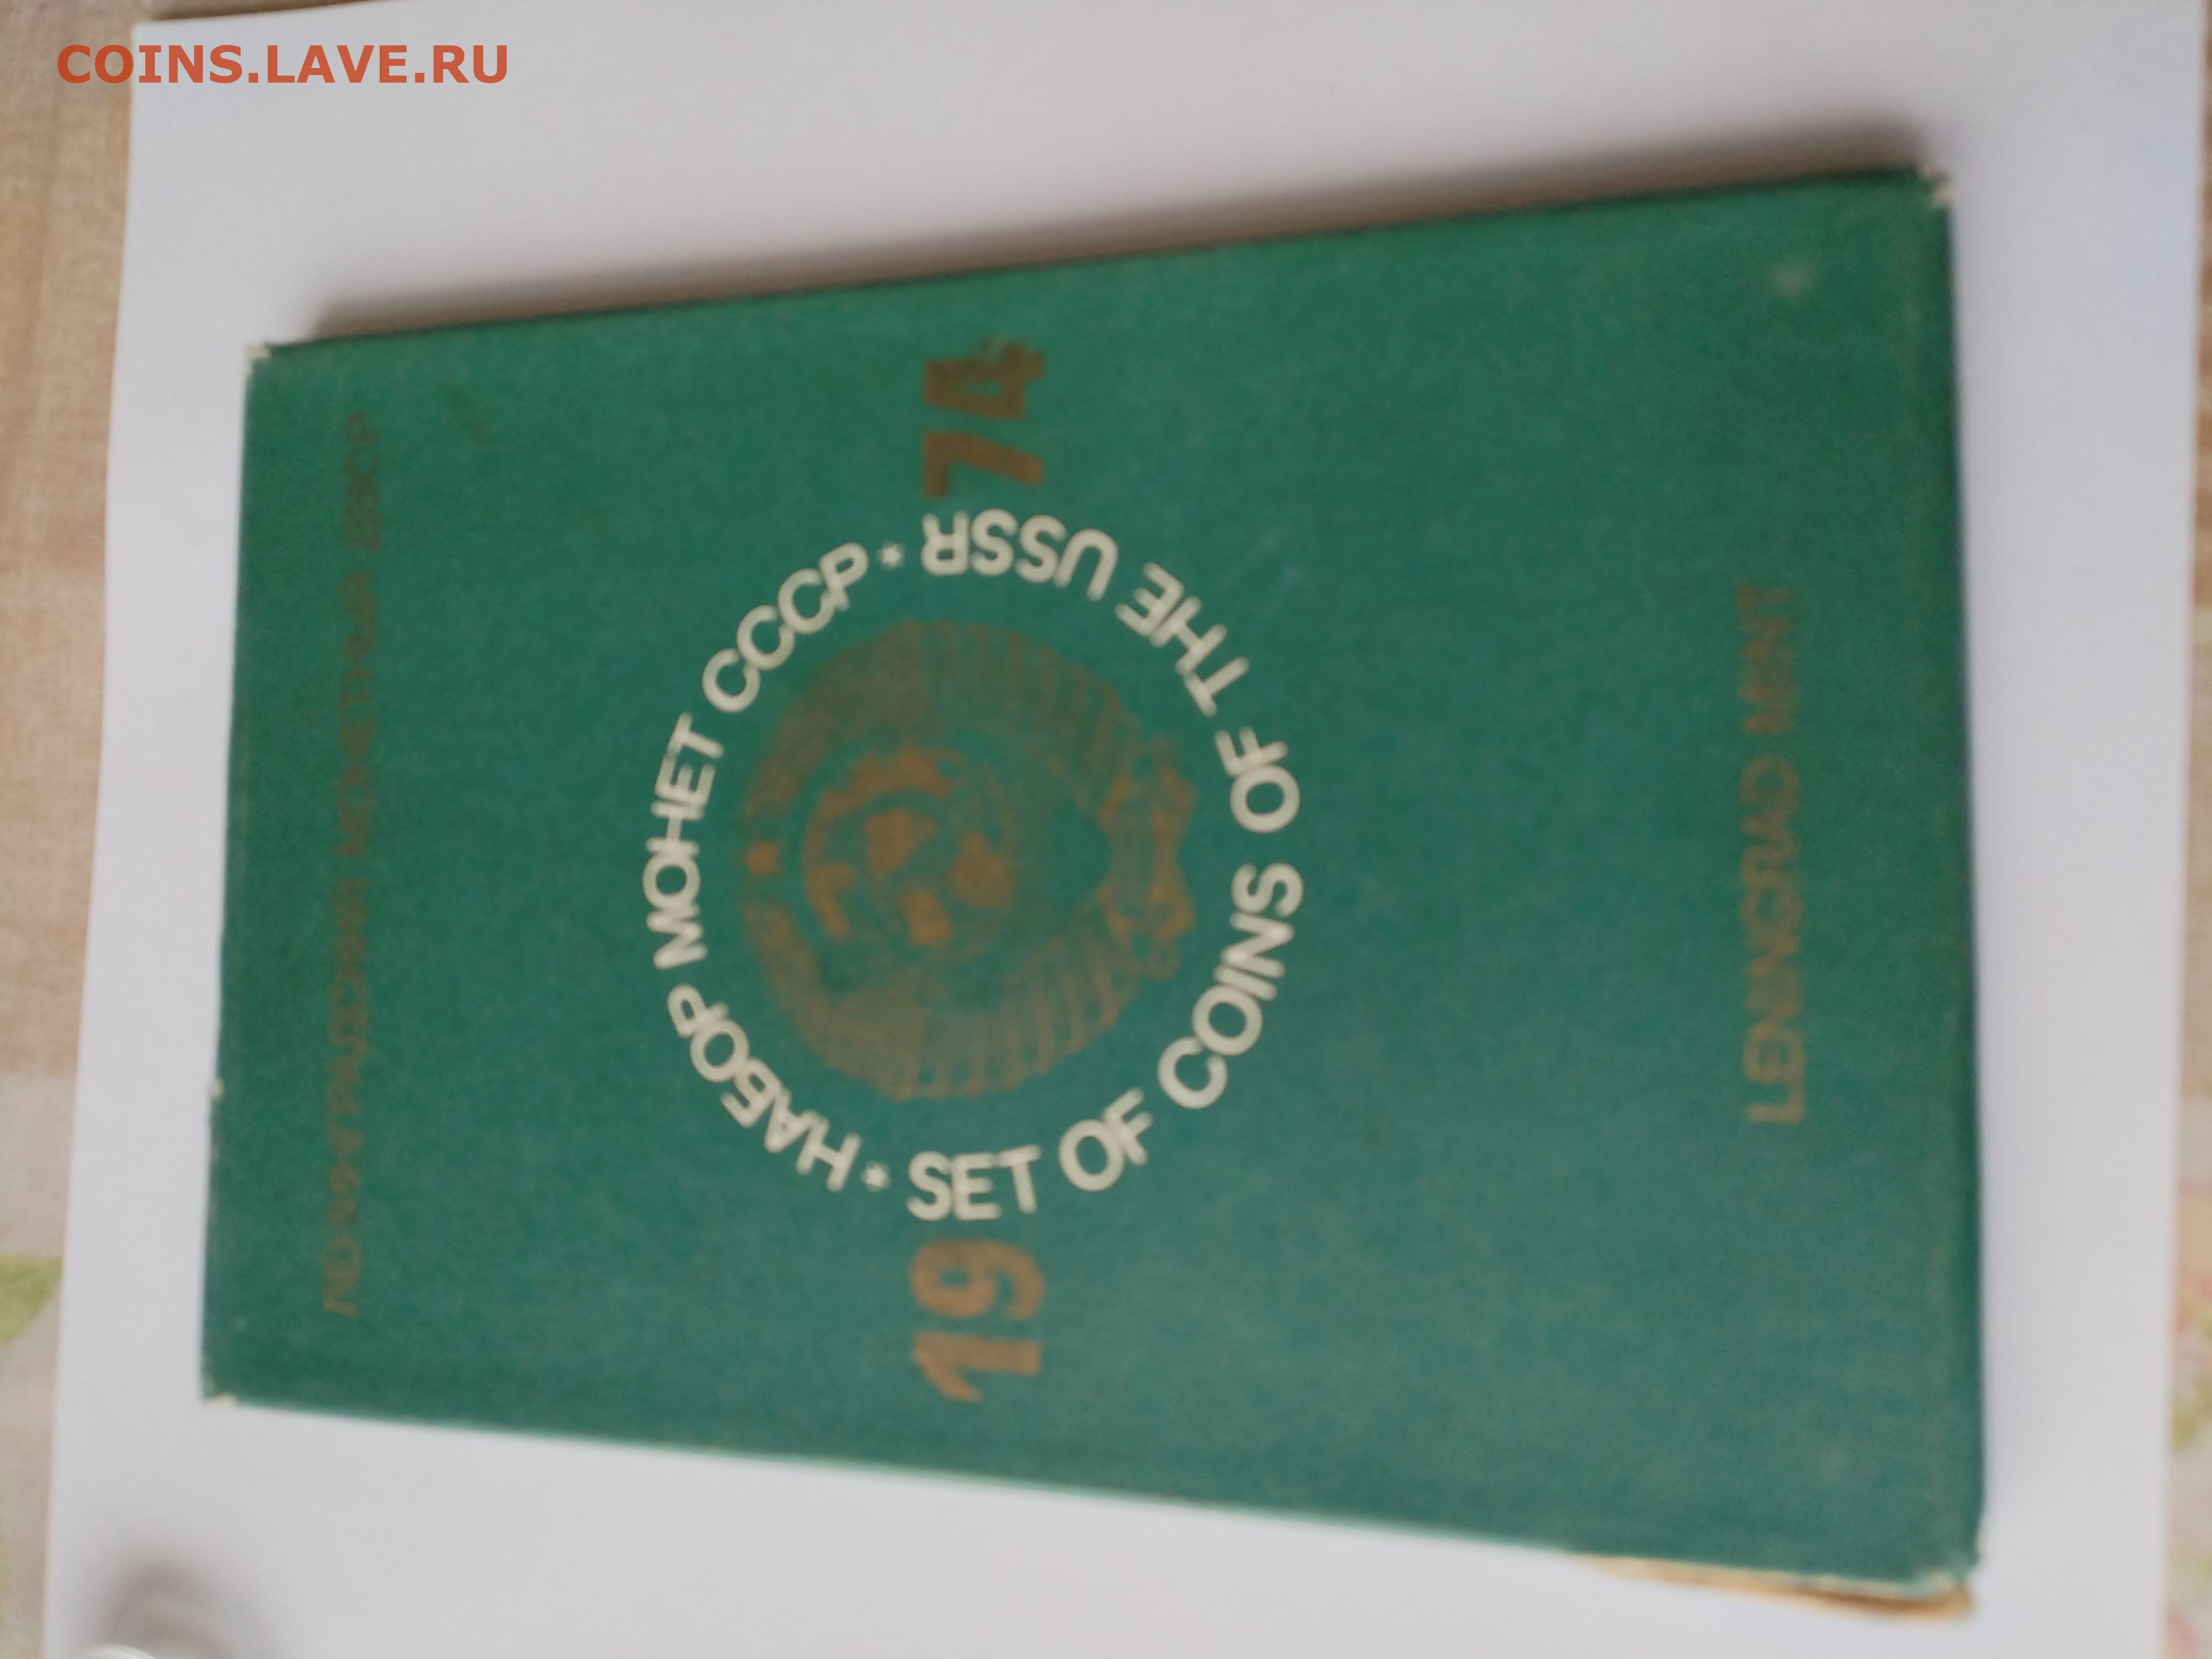 COINS.LAVE.RU
ЛЕНИНГРАДСКИЙ МОНЕТНЫЙ ДВОР
НАБОР МОНЕТ СССР
19 74
SET OF COINS OF THE USSR
LENINGRAD MINT